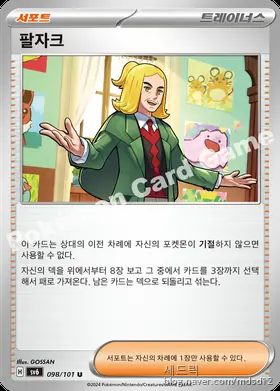 서포트 트레이너스
팔자크
Pokémon Card Game
이 카드는 상대의 이전 차례에 자신의 포켓몬이 기절하지 않으면
사용할 수 없다.
자신의 덱을 위에서부터 8장 보고 그 중에서 카드를 3장까지 선택
해서 패로 가져온다. 남은 카드는 덱으로 되돌리고 섞는다.
Illus. GOSSAN
H sv6 098/101 U
서포트는 자신의 차례에 1장만 사용할 수 있다.
©2024 Pokémon/Nintendo/Creatures/GAME FREAK